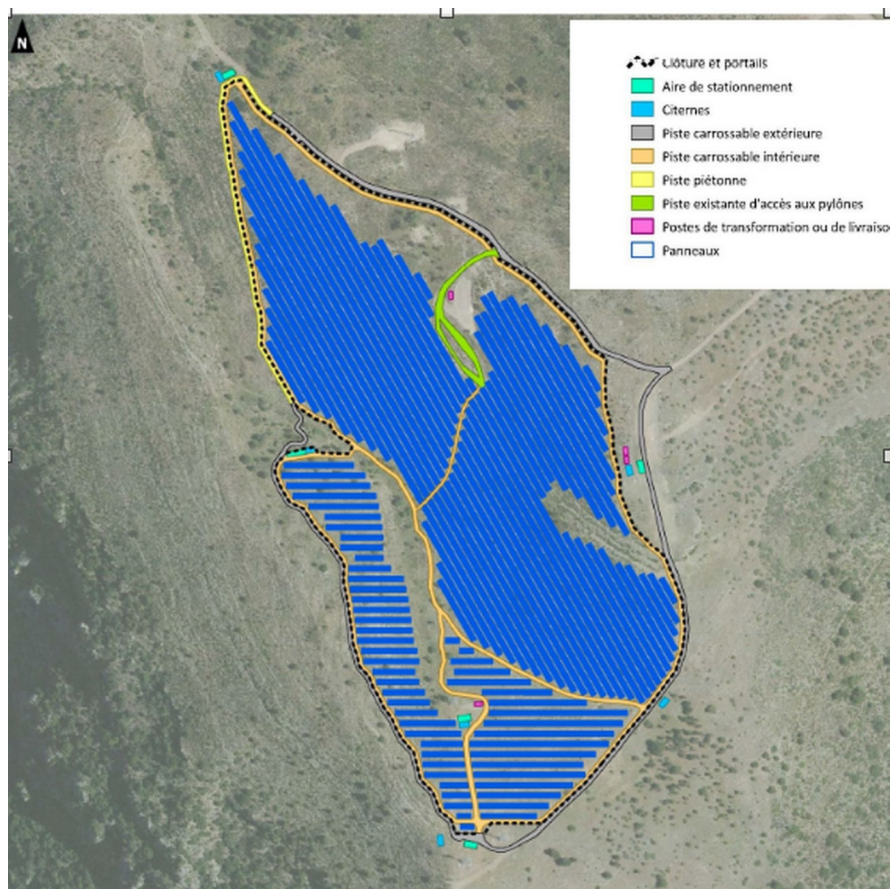 N
Clôture et portails
Aire de stationnement
Citernes
Piste carrossable extérieure
Piste carrossable intérieure
Piste piétonne
Piste existante d'accès aux pylônes
Postes de transformation ou de livraiso
Panneaux